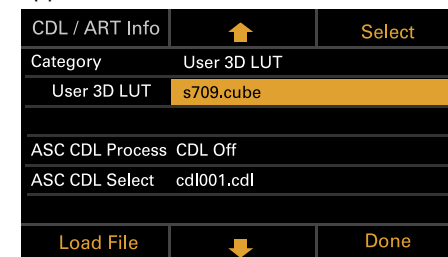 CDL / ART Info
Select
Category User 3D LUT
User 3D LUT s709.cube
ASC CDL Process CDL Off
ASC CDL Select cdl001.cdl
Load File
Done